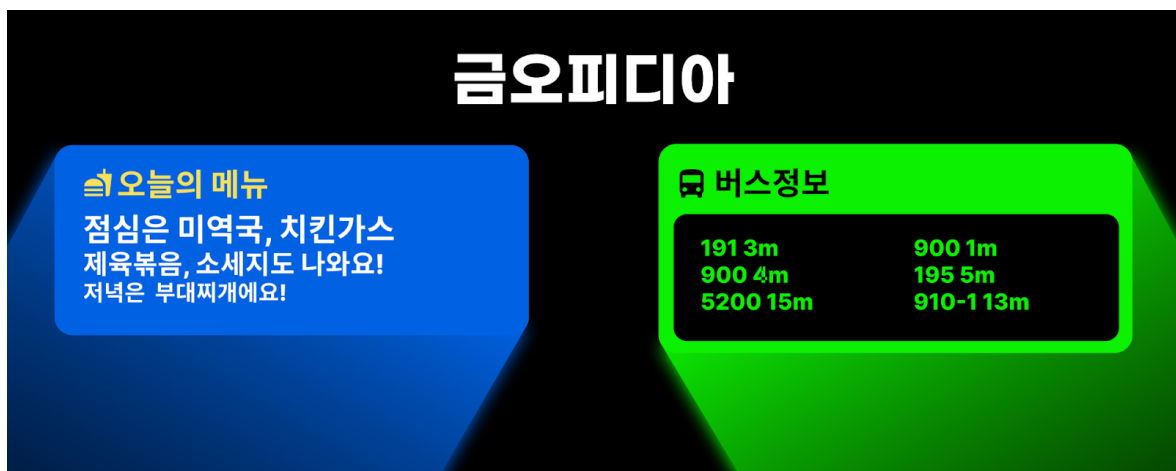 금오피디아
오늘의 메뉴
점심은 미역국, 치킨가스
제육볶음, 소세지도 나와요!
저녁은 부대찌개에요!
버스정보
191 3m
900 4m
5200 15m
900 1m
195 5m
910-1 13m